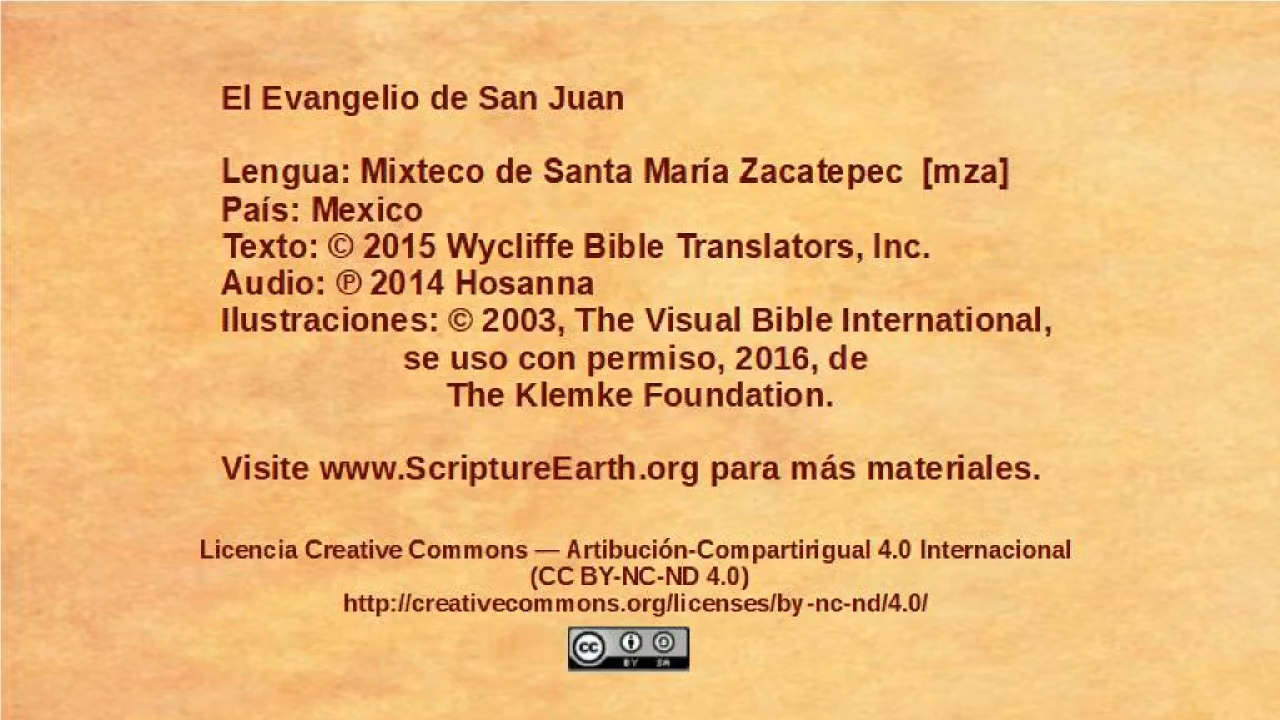 El Evangelio de San Juan
Lengua: Mixteco de Santa María Zacatepec [mza]
País: Mexico
Texto: © 2015 Wycliffe Bible Translators, Inc.
Audio: ℗ 2014 Hosanna
Ilustraciones: © 2003, The Visual Bible International,
se uso con permiso, 2016, de
The Klemke Foundation.
Visite www.ScriptureEarth.org para más materiales.
Licencia Creative Commons — Artibución-Compartirigual 4.0 Internacional
(CC BY-NC-ND 4.0)
http://creativecommons.org/licenses/by-nc-nd/4.0/
cc BY SA